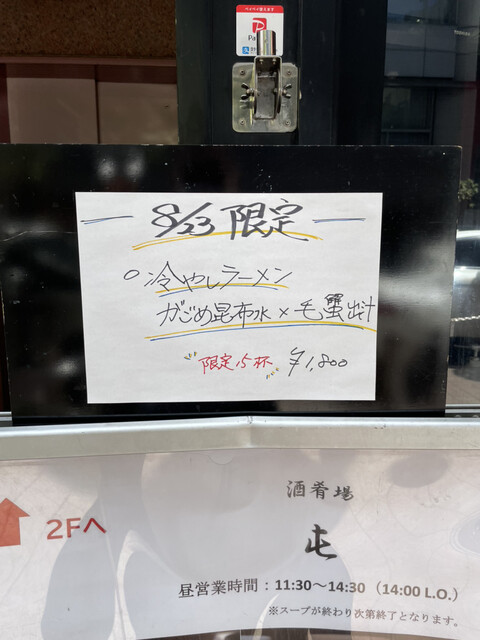 8/23 限定
○ 冷やしラーメン
がごめ昆布水×毛蟹出汁
限定15杯 ¥1,800
酒肴場
2Fへ
屯
昼営業時間：11:30～14:30（14:00 L.O.）
※スープが終わり次第終了となります。